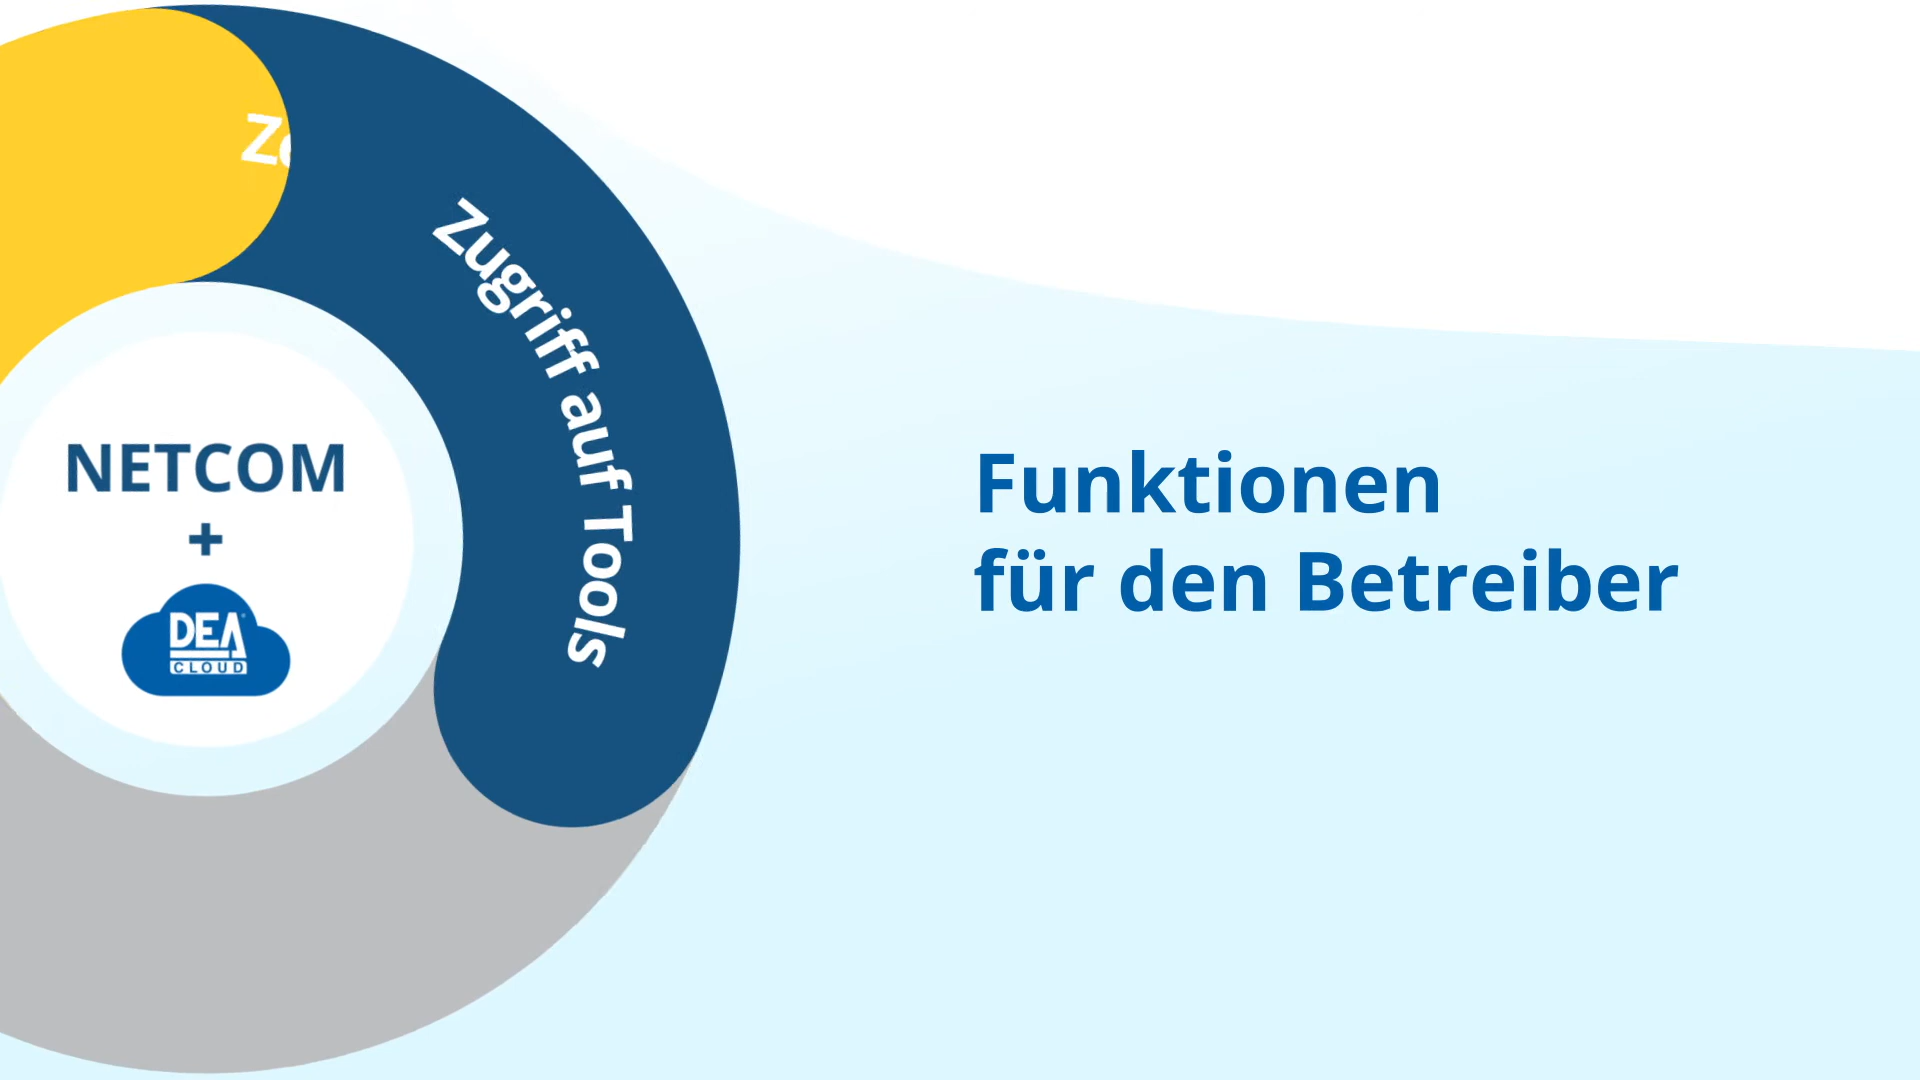 Zugriff auf Tools
NETCOM
+
DEA
CLOUD
Funktionen
für den Betreiber